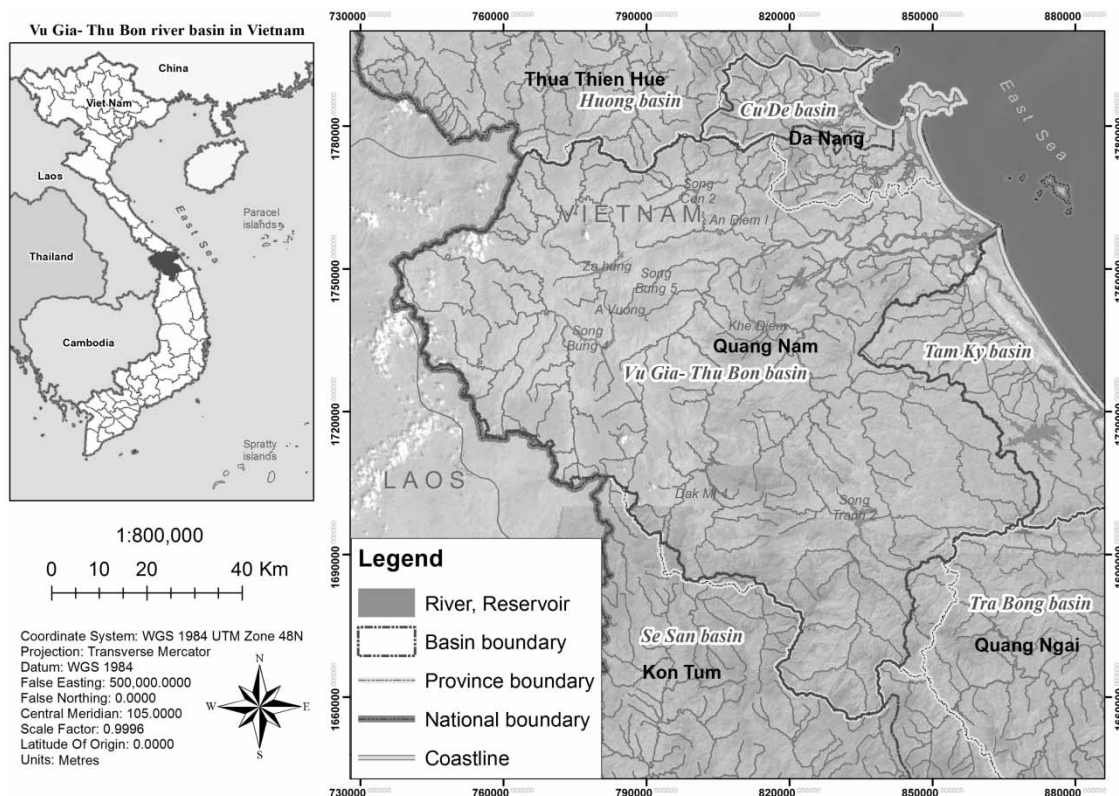 Vu Gia- Thu Bon river basin in Vietnam
China
Viet Nam
Laos
East Sea
Paracel
islands
Thailand
Cambodia
Spratty
islands
1:800,000
0 10 20 40 Km
Coordinate System: WGS 1984 UTM Zone 48N
Projection: Transverse Mercator
Datum: WGS 1984
False Easting: 500,000.0000
False Northing: 0.0000
Central Meridian: 105.0000
Scale Factor: 0.9996
Latitude Of Origin: 0.0000
Units: Metres
N
W E
S
730000 760000 790000 820000 850000 880000
Thua Thien Hue
Huong basin
Cu De basin
Da Nang
East Sea
1780000 1780000
Song
Con 2
VIETNAM
An Diem I
Za hung
Song
Bung 5
1750000 1750000
A Vuong
Song
Bung 4
Khe Diem
Quang Nam
Tam Ky basin
Vu Gia- Thu Bon basin
1720000 1720000
LAOS
Dak Mi 4
Song
Tranh 2
1690000 1690000
Tra Bong basin
Se San basin
Quang Ngai
Kon Tum
1660000 1660000
Legend
River, Reservoir
Basin boundary
Province boundary
National boundary
Coastline
730000 760000 790000 820000 850000 880000